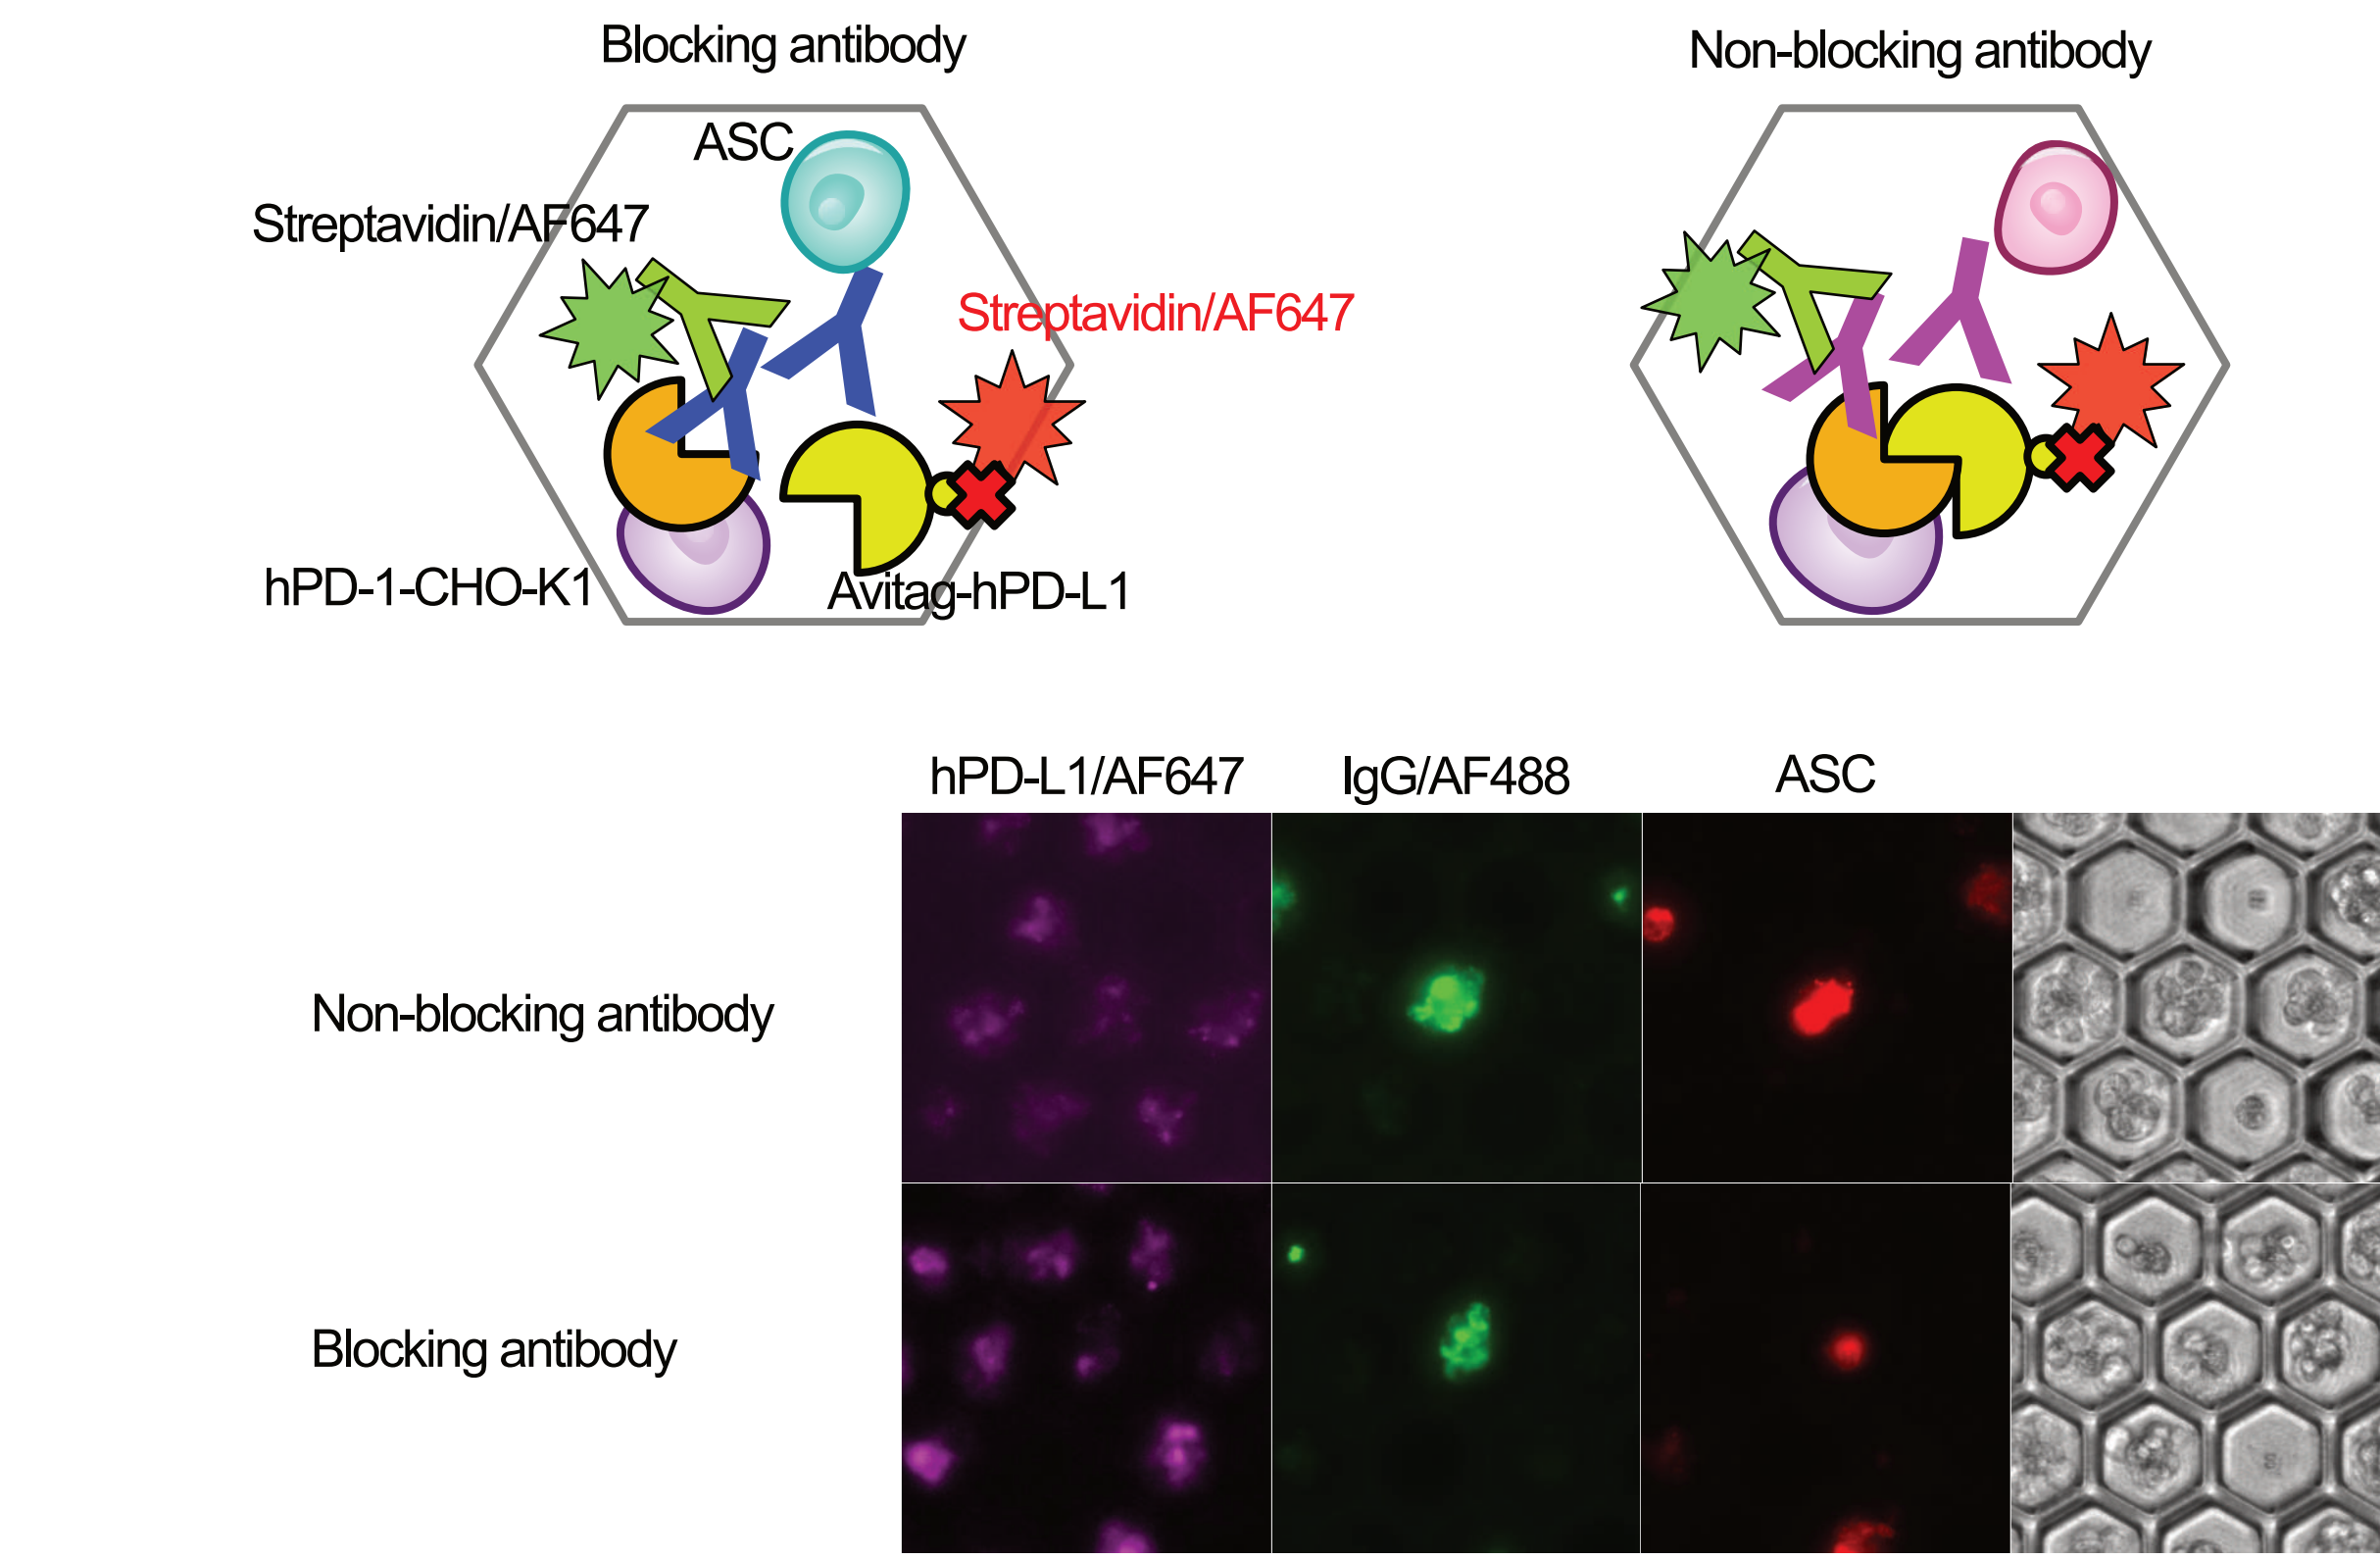 Blocking antibody
Non-blocking antibody
ASC
Streptavidin/AF647
Streptavidin/AF647
hPD-1-CHO-K1
Avitag-hPD-L1
hPD-L1/AF647
IgG/AF488
ASC
Non-blocking antibody
Blocking antibody